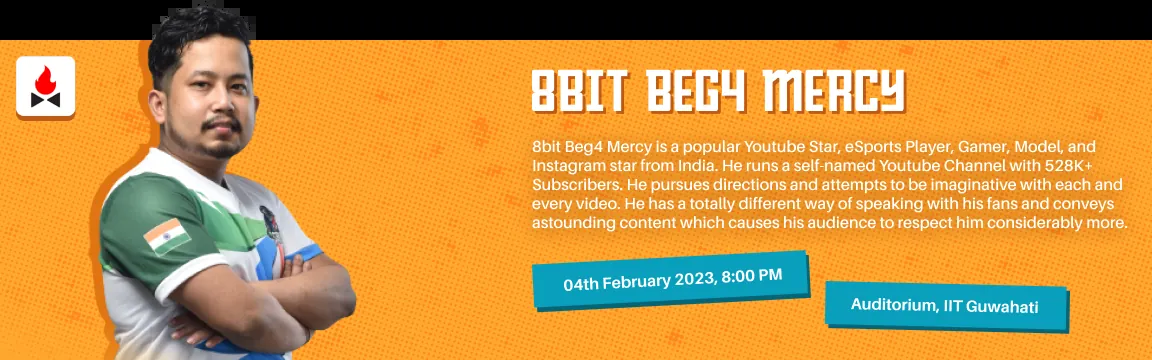 8BIT BEG4 MERCY
8bit Beg4 Mercy is a popular Youtube Star, eSports Player, Gamer, Model, and
Instagram star from India. He runs a self-named Youtube Channel with 528K+
Subscribers. He pursues directions and attempts to be imaginative with each and
every video. He has a totally different way of speaking with his fans and conveys
astounding content which causes his audience to respect him considerably more.
04th February 2023, 8:00 PM
Auditorium, IIT Guwahati